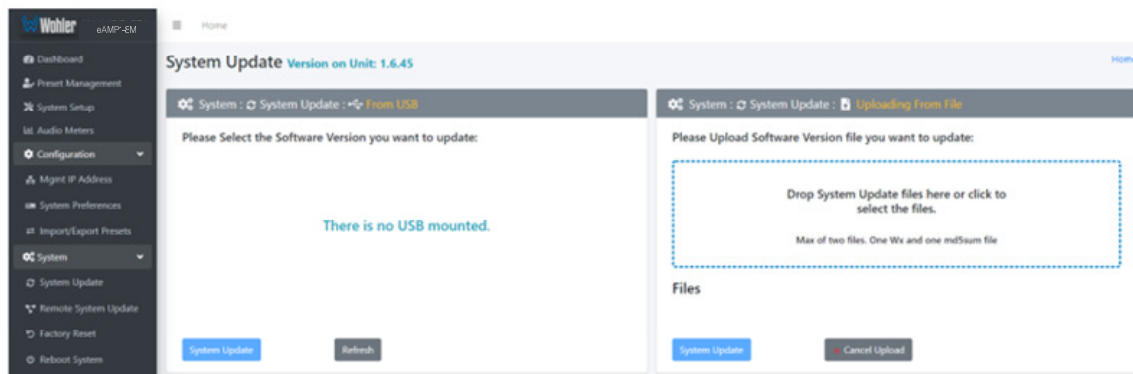 Wohler eAMP1-EM
Home
Dashboard
System Update Version on Unit: 1.6.45
Home
Preset Management
System Setup
System : System Update : From USB
System : System Update : Uploading From File
Audio Meters
Please Select the Software Version you want to update:
Please Upload Software Version file you want to update:
Configuration
Mgmt IP Address
Drop System Update files here or click to
select the files.
System Preferences
There is no USB mounted.
Import/Export Presets
Max of two files. One Wx and one md5sum file
System
System Update
Files
Remote System Update
Factory Reset
System Update
Refresh
System Update
Cancel Upload
Reboot System